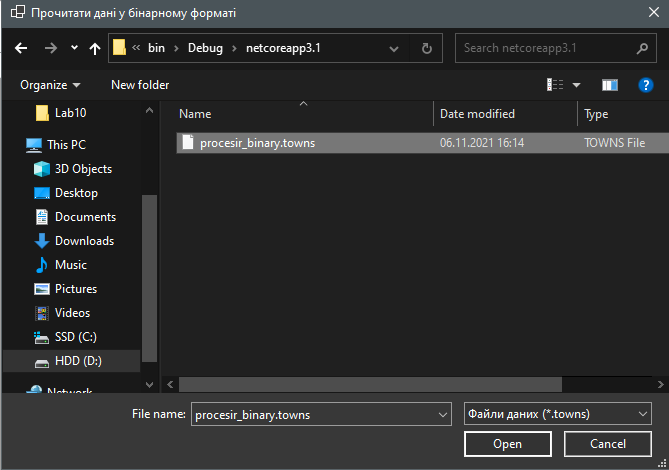 Прочитати дані у бінарному форматі
« bin › Debug › netcoreapp3.1
Search netcoreapp3.1
Organize
New folder
Lab10
This PC
3D Objects
Desktop
Documents
Downloads
Music
Pictures
Videos
SSD (C:)
HDD (D:)
Network
Name Date modified Type
procesir_binary.towns 06.11.2021 16:14 TOWNS File
File name: procesir_binary.towns
Файли даних (*.towns)
Open Cancel